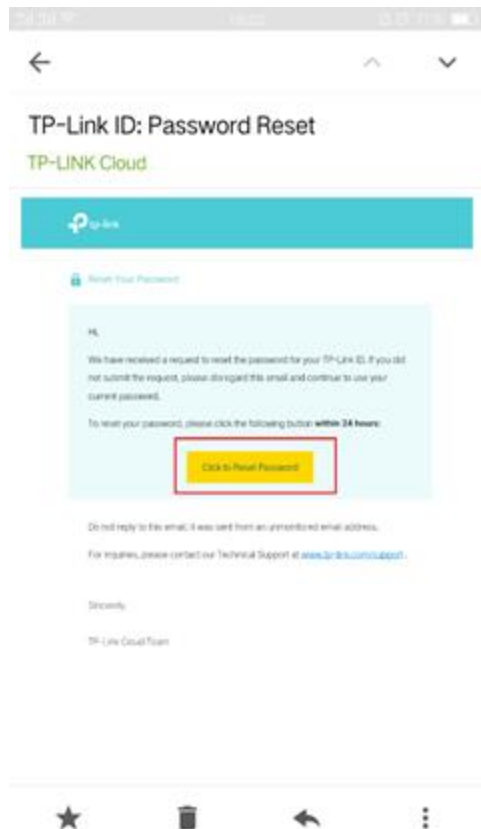 TP-Link ID: Password Reset
TP-LINK Cloud
tp-link
Reset Your Password
Hi,
We have received a request to reset the password for your TP-Link ID. If you did
not submit the request, please disregard this email and continue to use your
current password.
To reset your password, please click the following button within 24 hours:
Click to Reset Password
Do not reply to this email; it was sent from an unmonitored email address.
For inquiries, please contact our Technical Support at www.tp-link.com/support .
Sincerely,
TP-Link Cloud Team